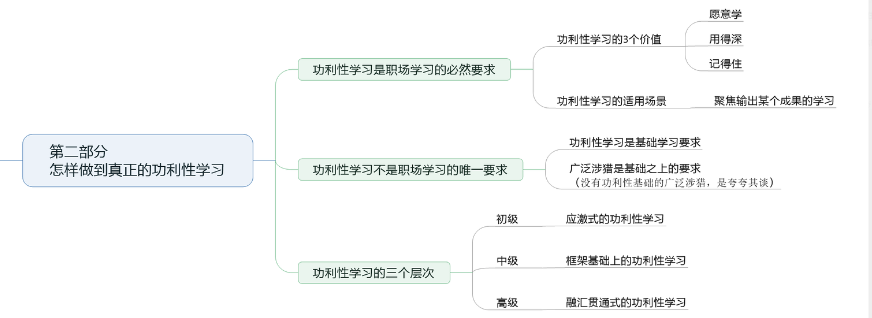 第二部分
怎样做到真正的功利性学习
功利性学习是职场学习的必然要求
功利性学习的3个价值
愿意学
用得深
记得住
功利性学习的适用场景
聚焦输出某个成果的学习
功利性学习不是职场学习的唯一要求
功利性学习是基础学习要求
广泛涉猎是基础之上的要求
（没有功利性基础的广泛涉猎，是夸夸其谈）
功利性学习的三个层次
初级
应激式的功利性学习
中级
框架基础上的功利性学习
高级
融汇贯通式的功利性学习